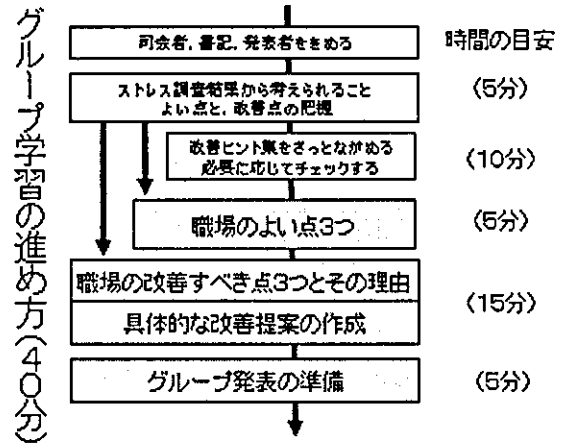 グループ学習の進め方(40分)
時間の目安
司会者,書記,発表者をきめる
ストレス調査結果から考えられること
よい点と,改善点の把握
(5分)
改善ヒント集をさっとながめる
必要に応じてチェックする
(10分)
職場のよい点3つ
(5分)
職場の改善すべき点3つとその理由
具体的な改善提案の作成
(15分)
グループ発表の準備
(5分)